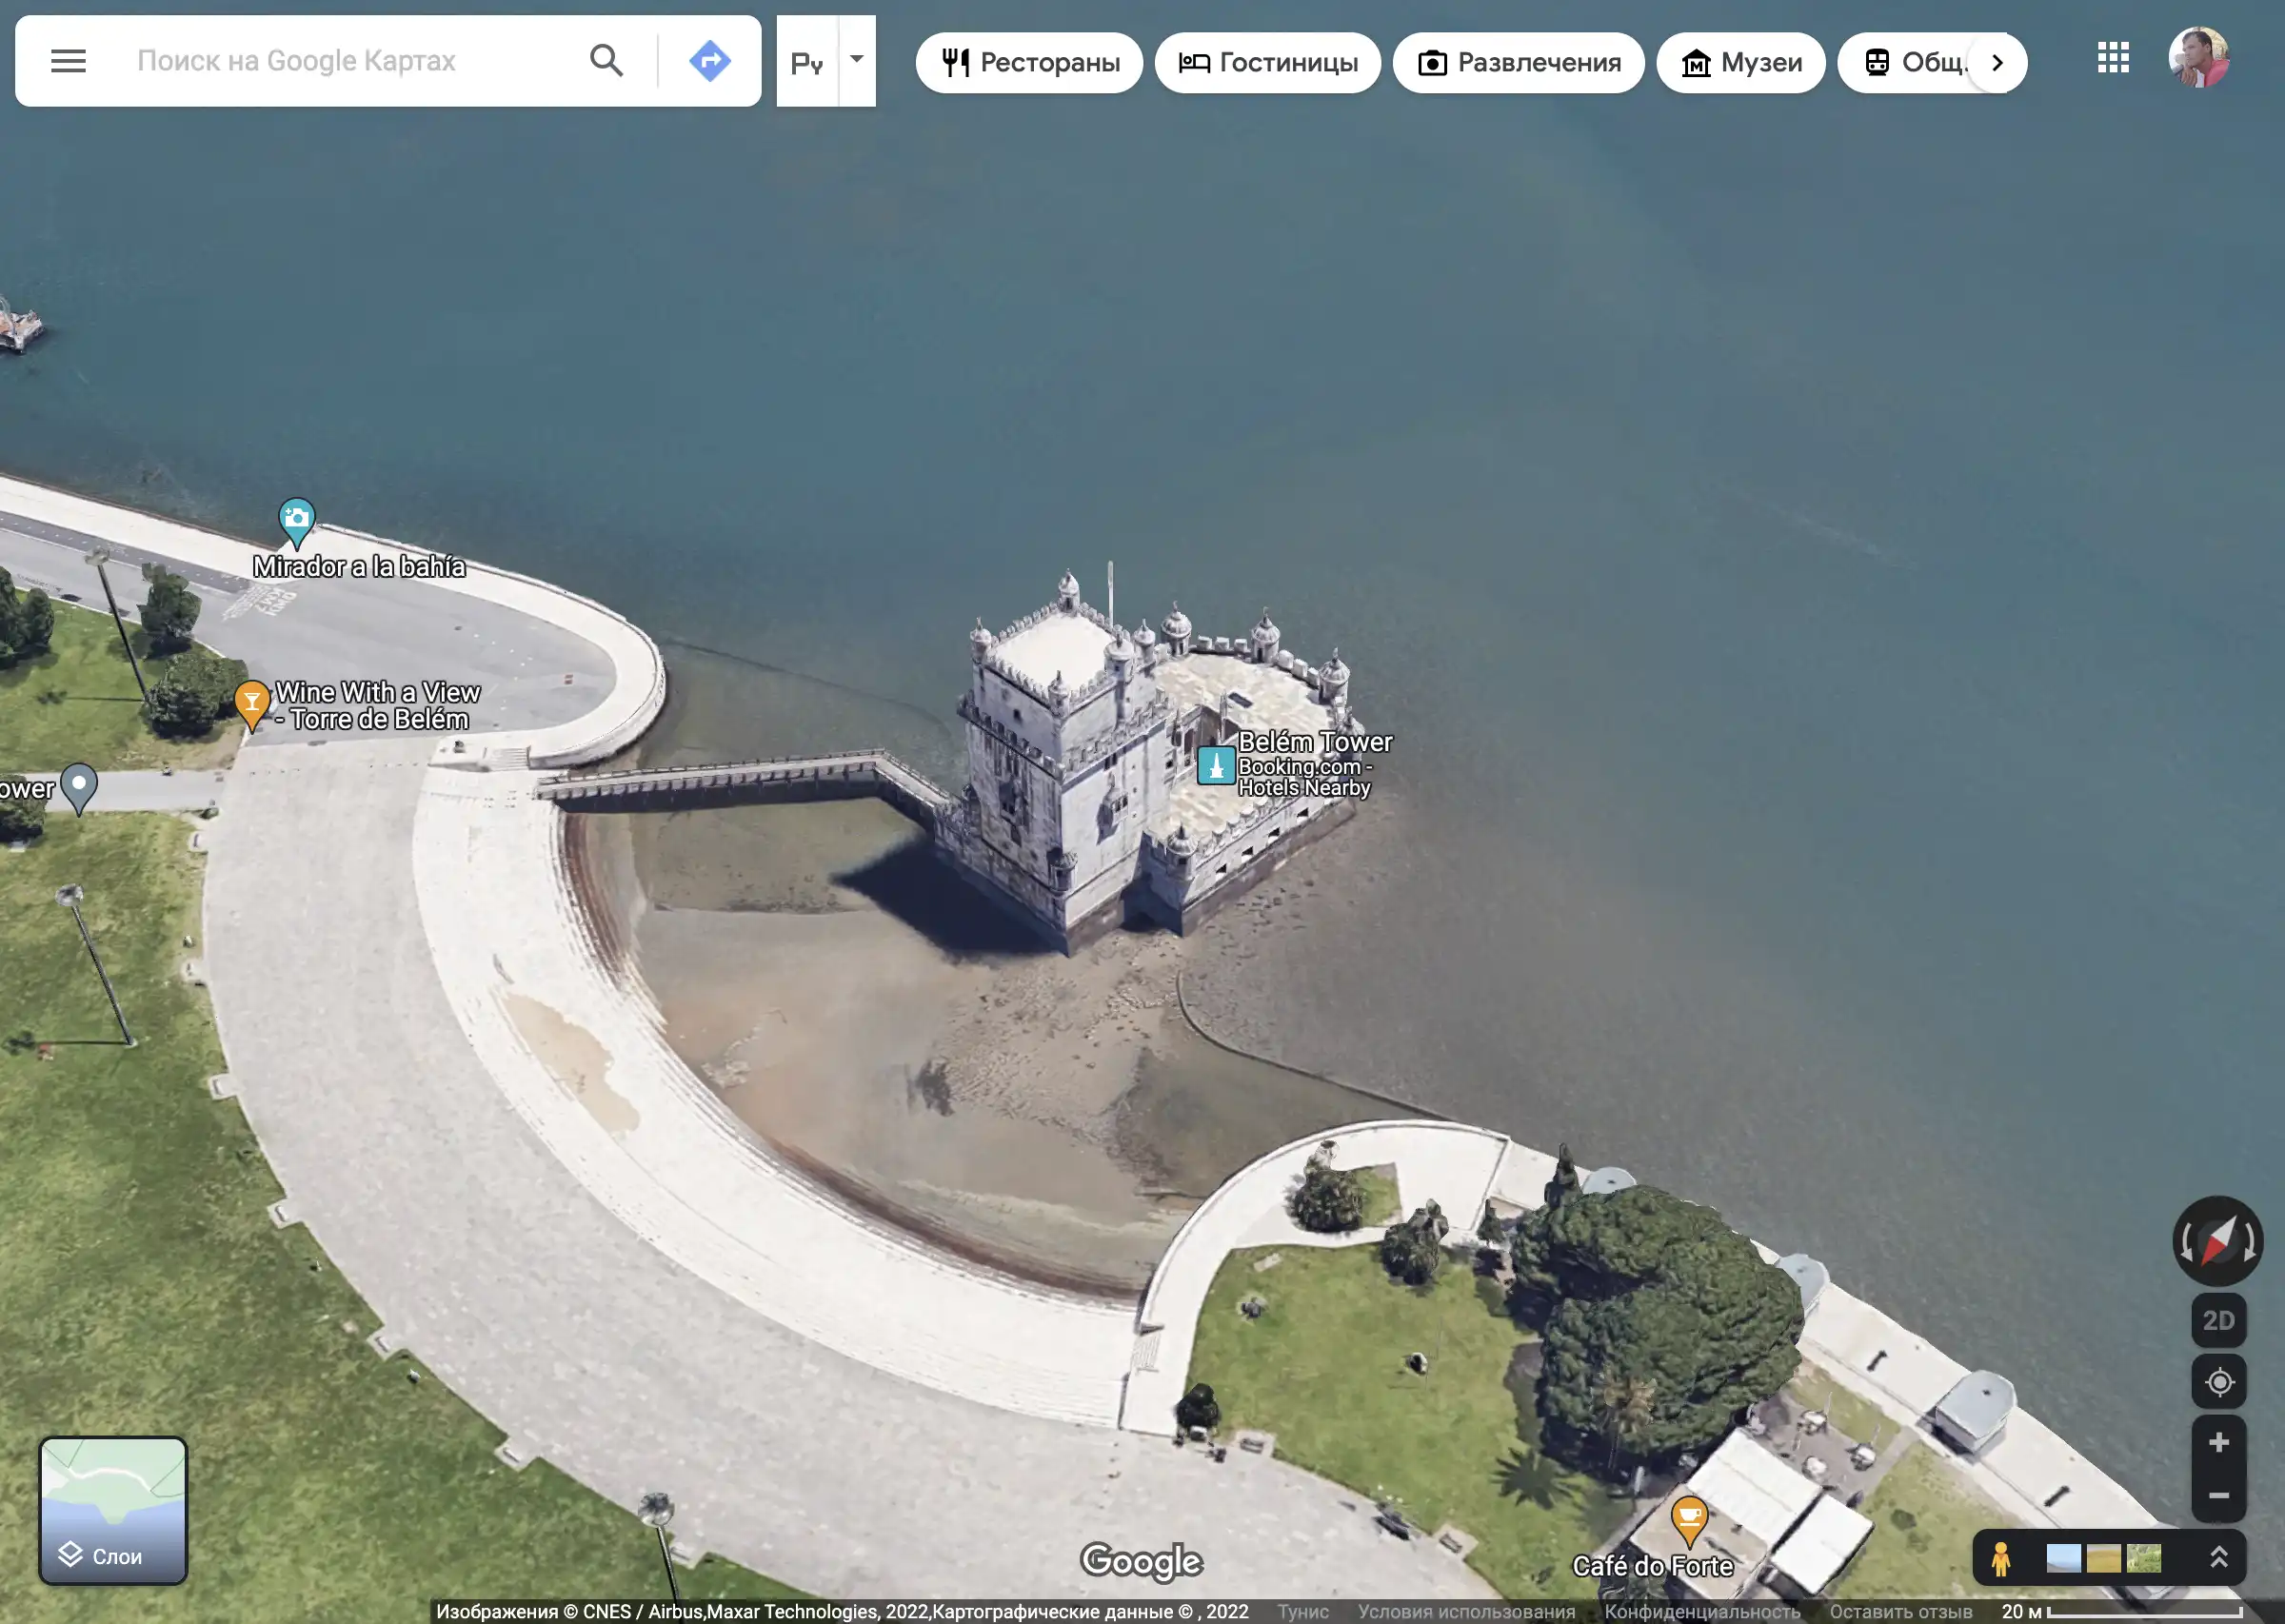 Поиск на Google Картах
Ру
Рестораны
Гостиницы
Развлечения
Музеи
Общ.
Mirador a la bahía
Wine With a View
- Torre de Belém
ower
Belém Tower
Booking.com -
Hotels Nearby
2D
Слои
Google
Café do Forte
Изображения © CNES / Airbus,Maxar Technologies, 2022,Картографические данные © , 2022 Тунис Условия использования Конфиденциальность Оставить отзыв 20 м